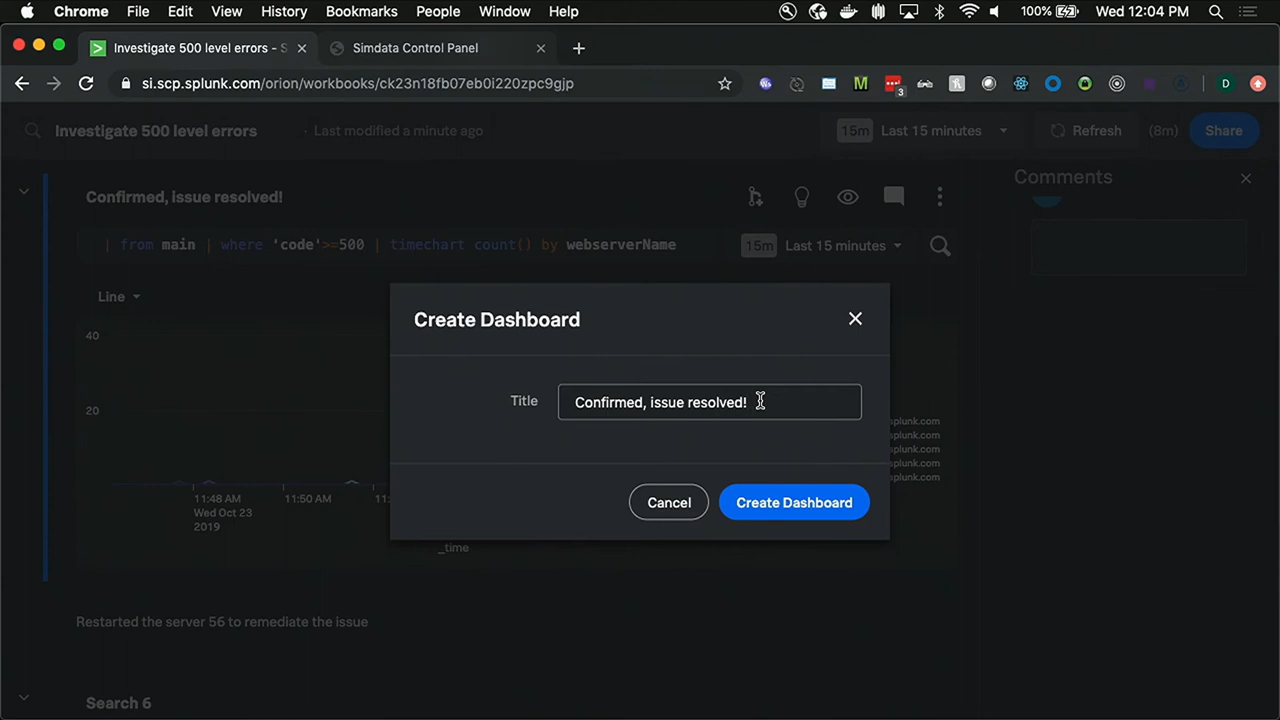 Chrome File Edit View History Bookmarks People Window Help 100% Wed 12:04 PM
Investigate 500 level errors - S Simdata Control Panel
si.scp.splunk.com/orion/workbooks/ck23n18fb07eb0i220zpc9gjp 3 D
Investigate 500 level errors · Last modified a minute ago 15m Last 15 minutes Refresh (8m) Share
Comments
Confirmed, issue resolved!
| from main | where 'code'>=500 | timechart count() by webserverName 15m Last 15 minutes
Line
Create Dashboard
40
Title Confirmed, issue resolved!
20
splunk.com
splunk.com
splunk.com
splunk.com
splunk.com
Cancel Create Dashboard
11:48 AM 11:50 AM 11:
Wed Oct 23
2019
_time
Restarted the server 56 to remediate the issue
Search 6